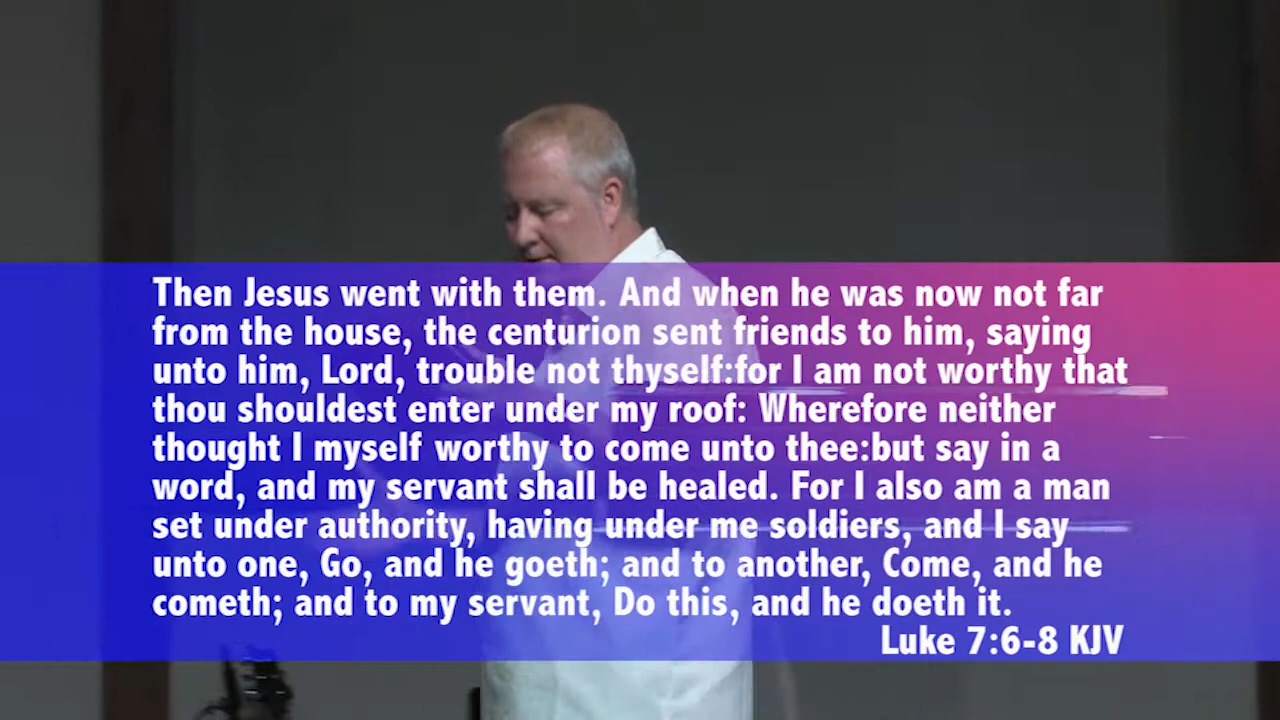 Then Jesus went with them. And when he was now not far
from the house, the centurion sent friends to him, saying
unto him, Lord, trouble not thyself:for I am not worthy that
thou shouldest enter under my roof: Wherefore neither
thought I myself worthy to come unto thee:but say in a
word, and my servant shall be healed. For I also am a man
set under authority, having under me soldiers, and I say
unto one, Go, and he goeth; and to another, Come, and he
cometh; and to my servant, Do this, and he doeth it.
Luke 7:6-8 KJV